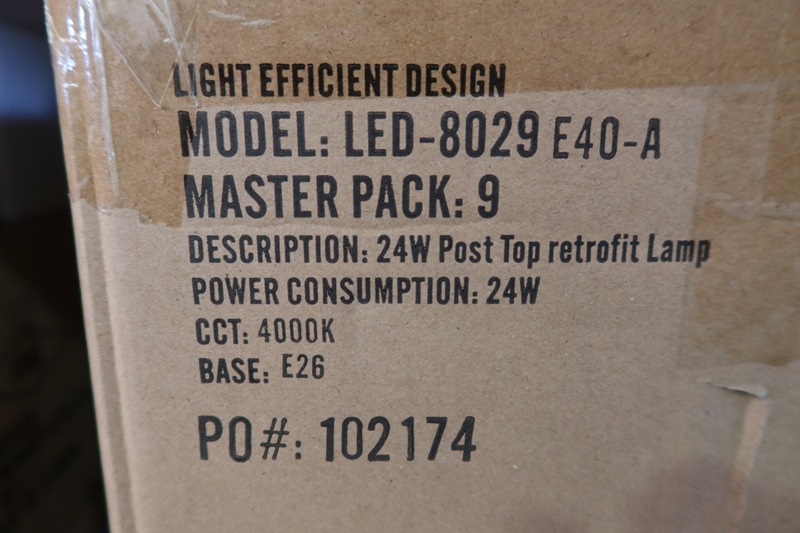 LIGHT EFFICIENT DESIGN
MODEL: LED-8029 E40-A
MASTER PACK: 9
DESCRIPTION: 24W Post Top retrofit Lamp
POWER CONSUMPTION: 24W
CCT: 4000K
BASE: E26
PO#: 102174